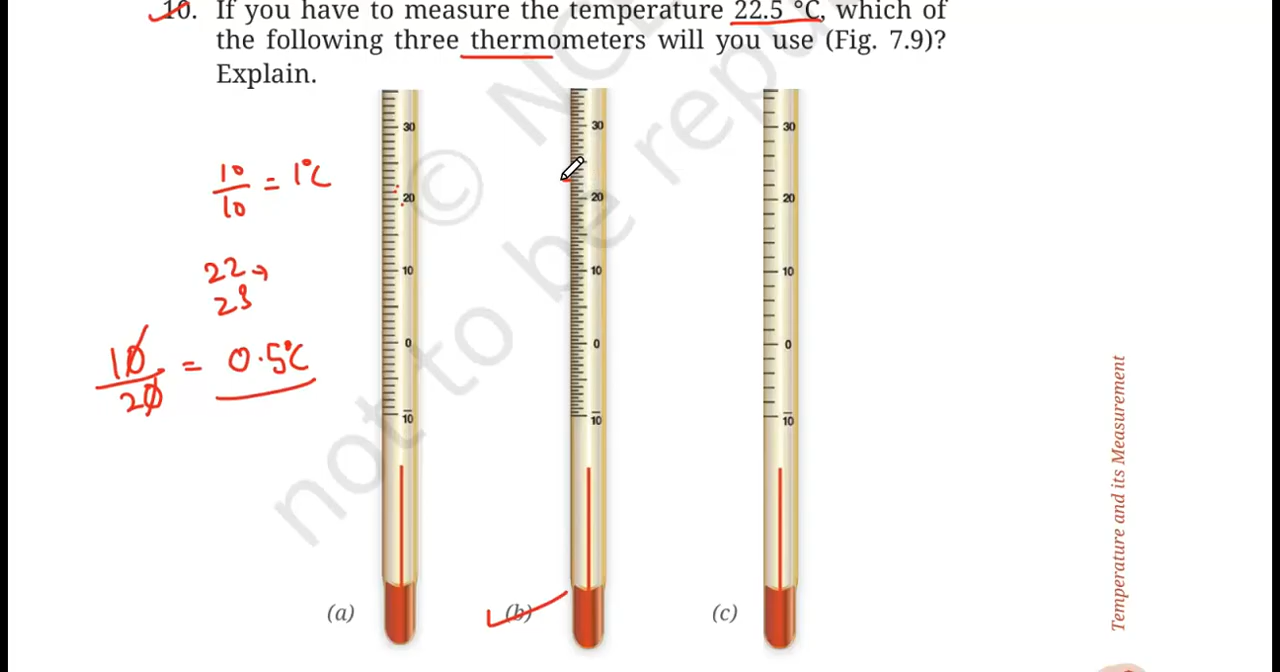 10. If you have to measure the temperature 22.5 °C, which of
the following three thermometers will you use (Fig. 7.9)?
Explain.
30
20
10
0
10
30
20
10
0
10
30
20
10
0
10
10/10 = 1°C
22 →
23
10/20 = 0.5°C
(a)
(b)
(c)
Temperature and its Measurement
not to be repu
© NC